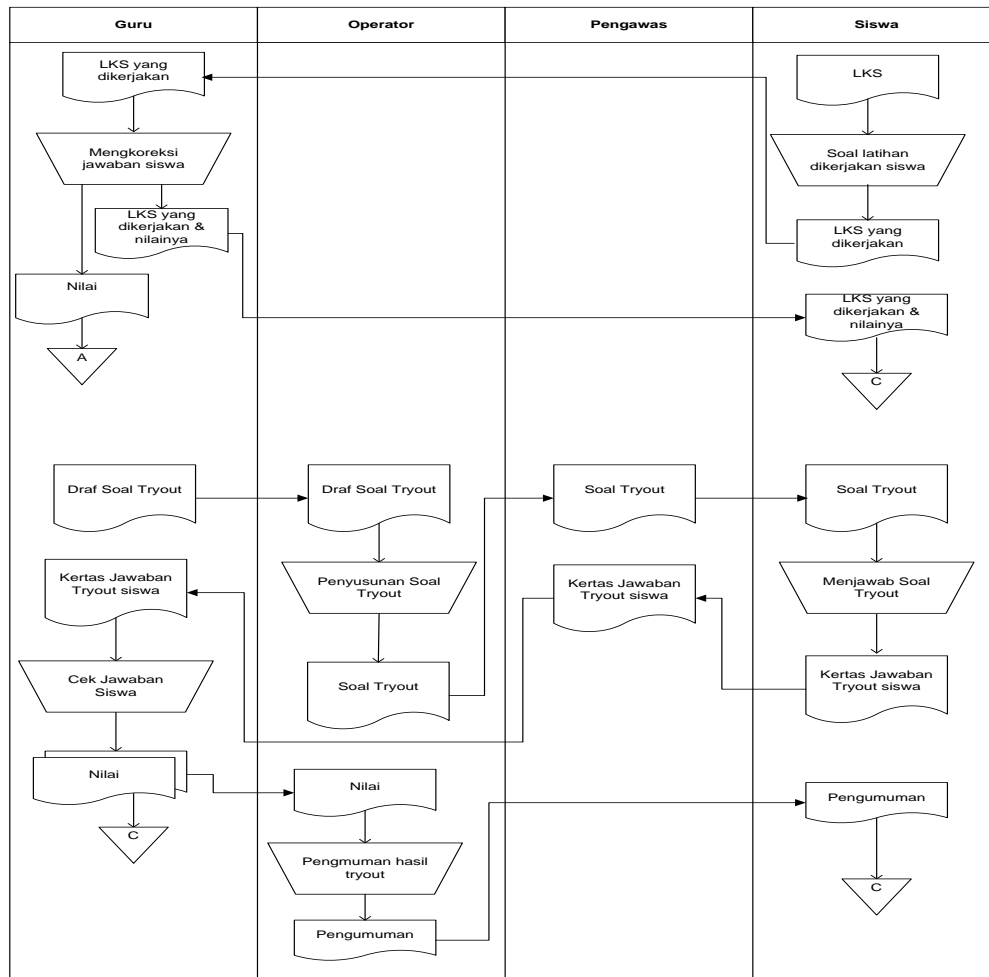 Guru
Operator
Pengawas
Siswa
LKS yang
dikerjakan
Mengkoreksi
jawaban siswa
LKS yang
dikerjakan &
nilainya
Nilai
A
LKS
Soal latihan
dikerjakan siswa
LKS yang
dikerjakan
LKS yang
dikerjakan &
nilainya
C
Draf Soal Tryout
Draf Soal Tryout
Soal Tryout
Soal Tryout
Kertas Jawaban
Tryout siswa
Penyusunan Soal
Tryout
Kertas Jawaban
Tryout siswa
Menjawab Soal
Tryout
Cek Jawaban
Siswa
Soal Tryout
Kertas Jawaban
Tryout siswa
Nilai
C
Nilai
Pengmuman hasil
tryout
Pengumuman
Pengumuman
C